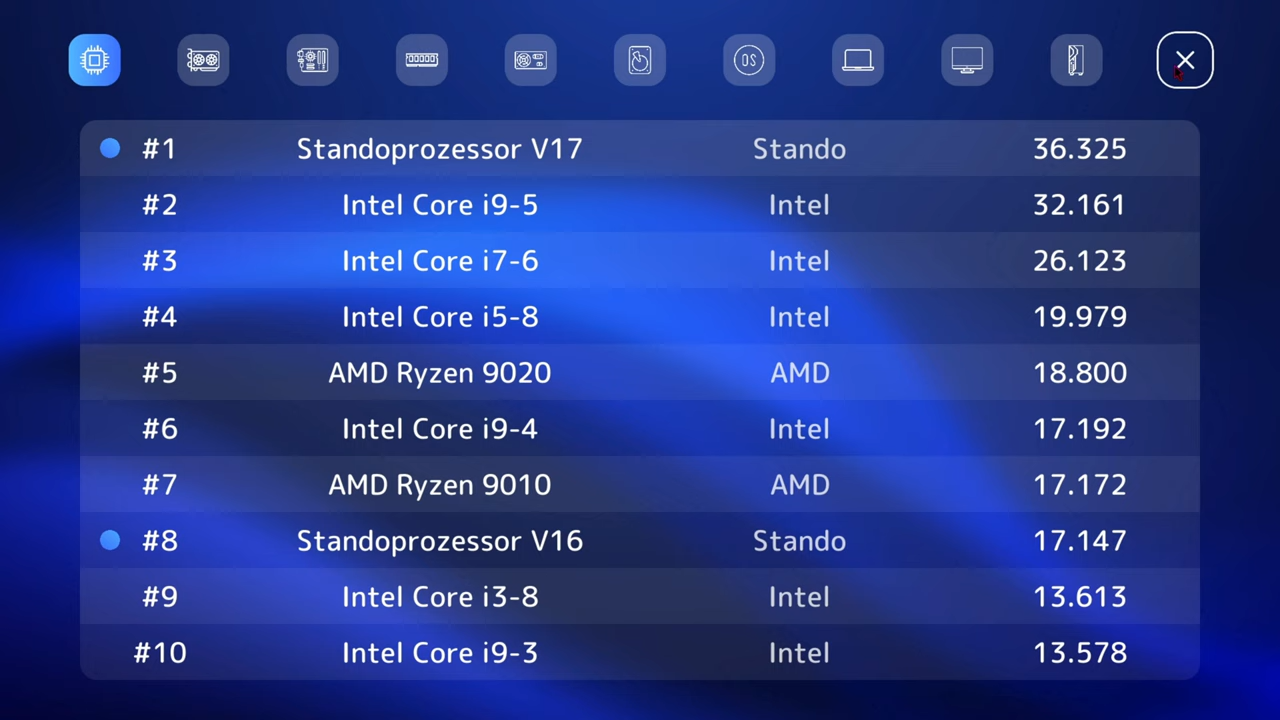 OS
#1 Standoprozessor V17 Stando 36.325
#2 Intel Core i9-5 Intel 32.161
#3 Intel Core i7-6 Intel 26.123
#4 Intel Core i5-8 Intel 19.979
#5 AMD Ryzen 9020 AMD 18.800
#6 Intel Core i9-4 Intel 17.192
#7 AMD Ryzen 9010 AMD 17.172
#8 Standoprozessor V16 Stando 17.147
#9 Intel Core i3-8 Intel 13.613
#10 Intel Core i9-3 Intel 13.578